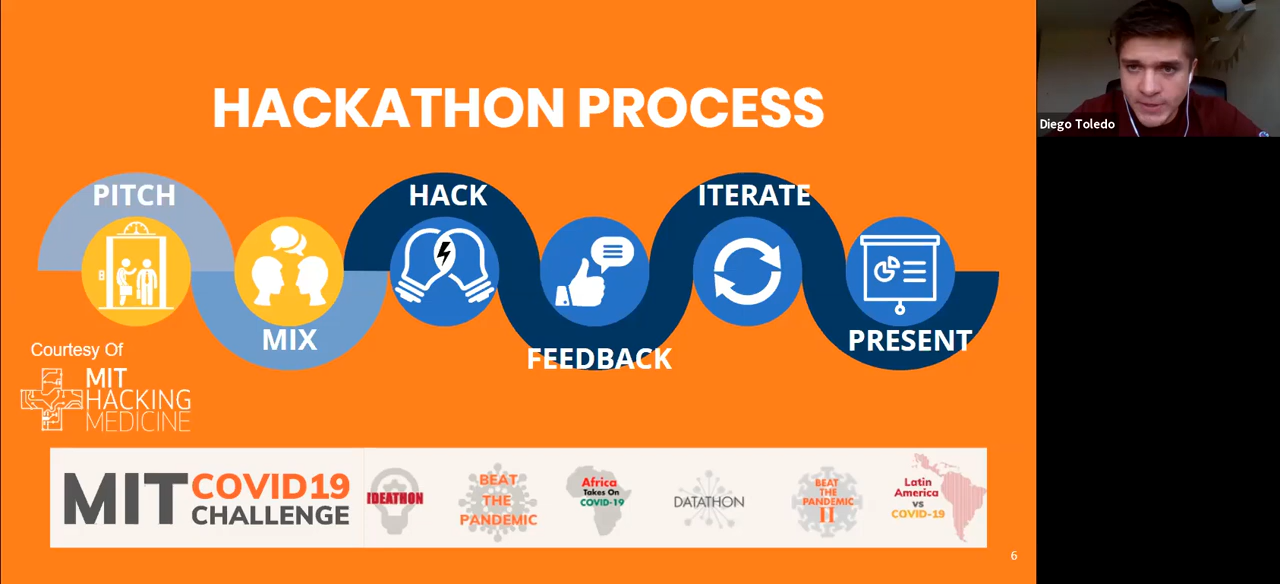 HACKATHON PROCESS
PITCH
MIX
HACK
FEEDBACK
ITERATE
PRESENT
Courtesy Of
MIT
HACKING
MEDICINE
MIT COVID19
CHALLENGE
IDEATHON
BEAT
THE
PANDEMIC
Africa
Takes On
COVID-19
DATATHON
BEAT
THE
PANDEMIC
II
Latin
America
vs
COVID-19
6
Diego Toledo